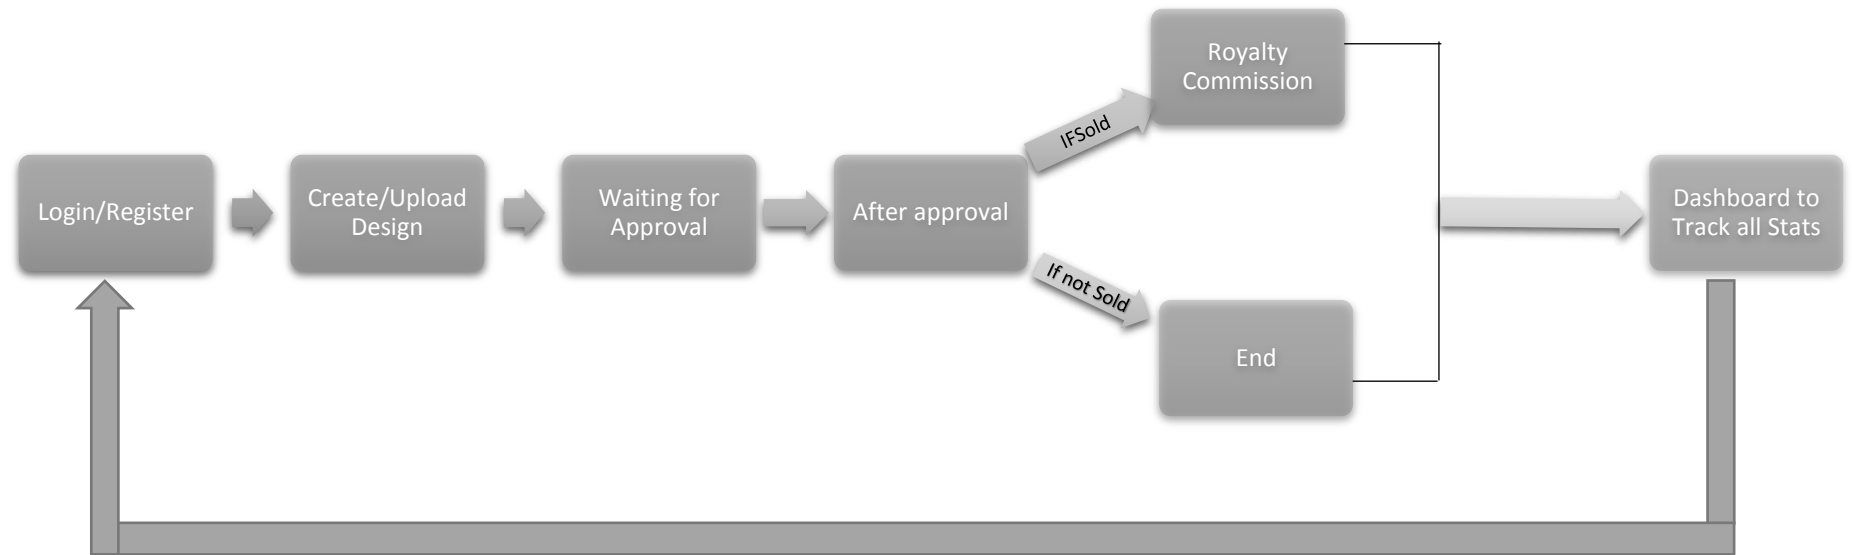 Login/Register
Create/Upload
Design
Waiting for
Approval
After approval
IFSold
Royalty
Commission
If not Sold
End
Dashboard to
Track all Stats